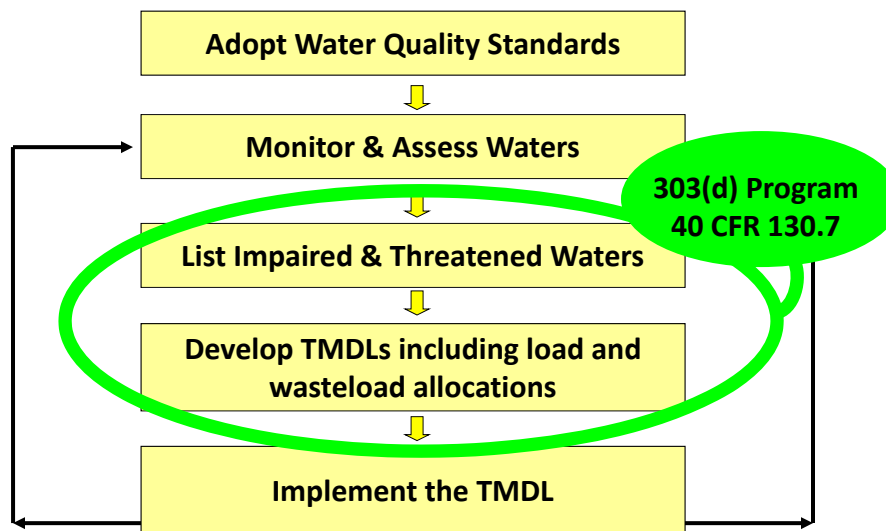 Adopt Water Quality Standards
Monitor & Assess Waters
303(d) Program
40 CFR 130.7
List Impaired & Threatened Waters
Develop TMDLs including load and
wasteload allocations
Implement the TMDL